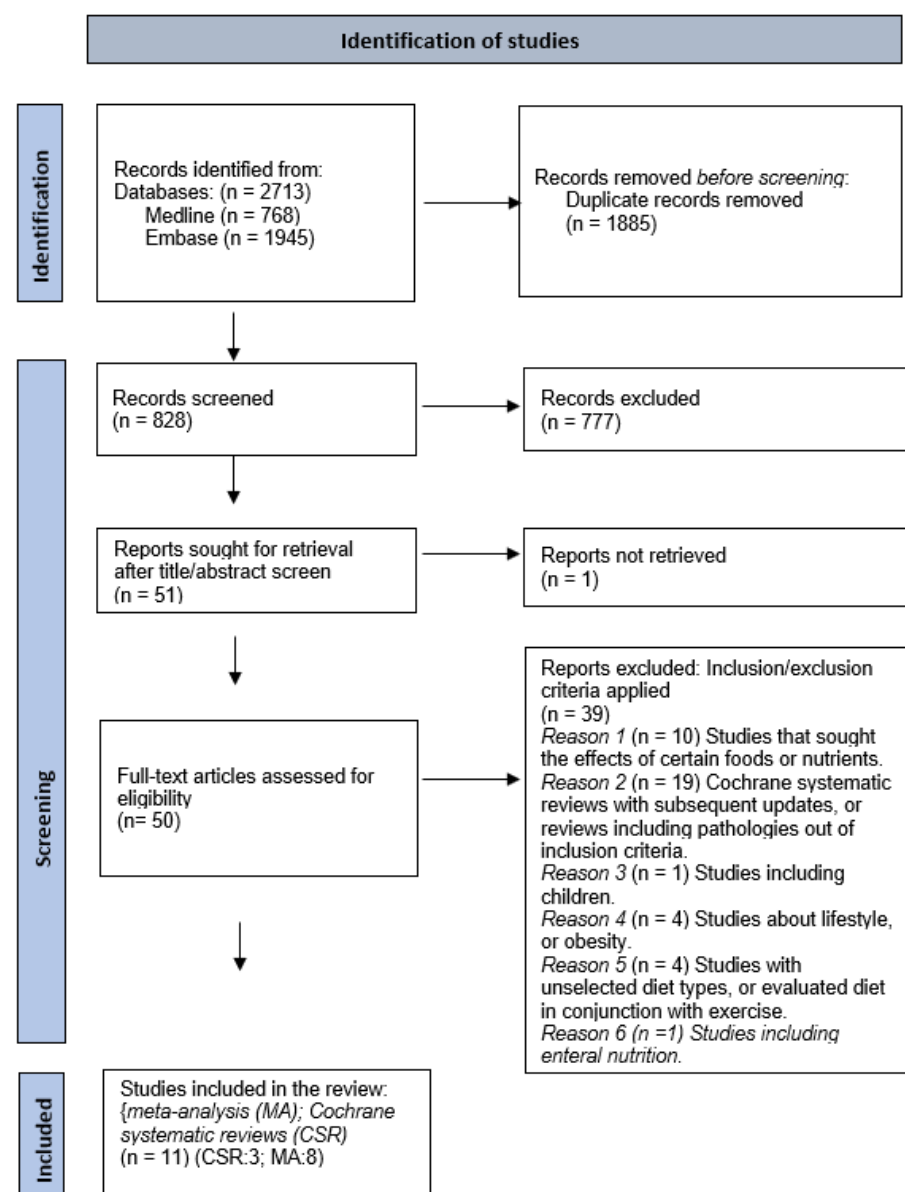 Identification of studies
Identification
Records identified from:
Databases: (n = 2713)
Medline (n = 768)
Embase (n = 1945)
Records removed before screening:
Duplicate records removed
(n = 1885)
Screening
Records screened
(n = 828)
Records excluded
(n = 777)
Reports sought for retrieval
after title/abstract screen
(n = 51)
Reports not retrieved
(n = 1)
Full-text articles assessed for
eligibility
(n= 50)
Reports excluded: Inclusion/exclusion
criteria applied
(n = 39)
Reason 1 (n = 10) Studies that sought
the effects of certain foods or nutrients.
Reason 2 (n = 19) Cochrane systematic
reviews with subsequent updates, or
reviews including pathologies out of
inclusion criteria.
Reason 3 (n = 1) Studies including
children.
Reason 4 (n = 4) Studies about lifestyle,
or obesity.
Reason 5 (n = 4) Studies with
unselected diet types, or evaluated diet
in conjunction with exercise.
Reason 6 (n =1) Studies including
enteral nutrition.
Included
Studies included in the review:
{meta-analysis (MA); Cochrane
systematic reviews (CSR)
(n = 11) (CSR:3; MA:8)